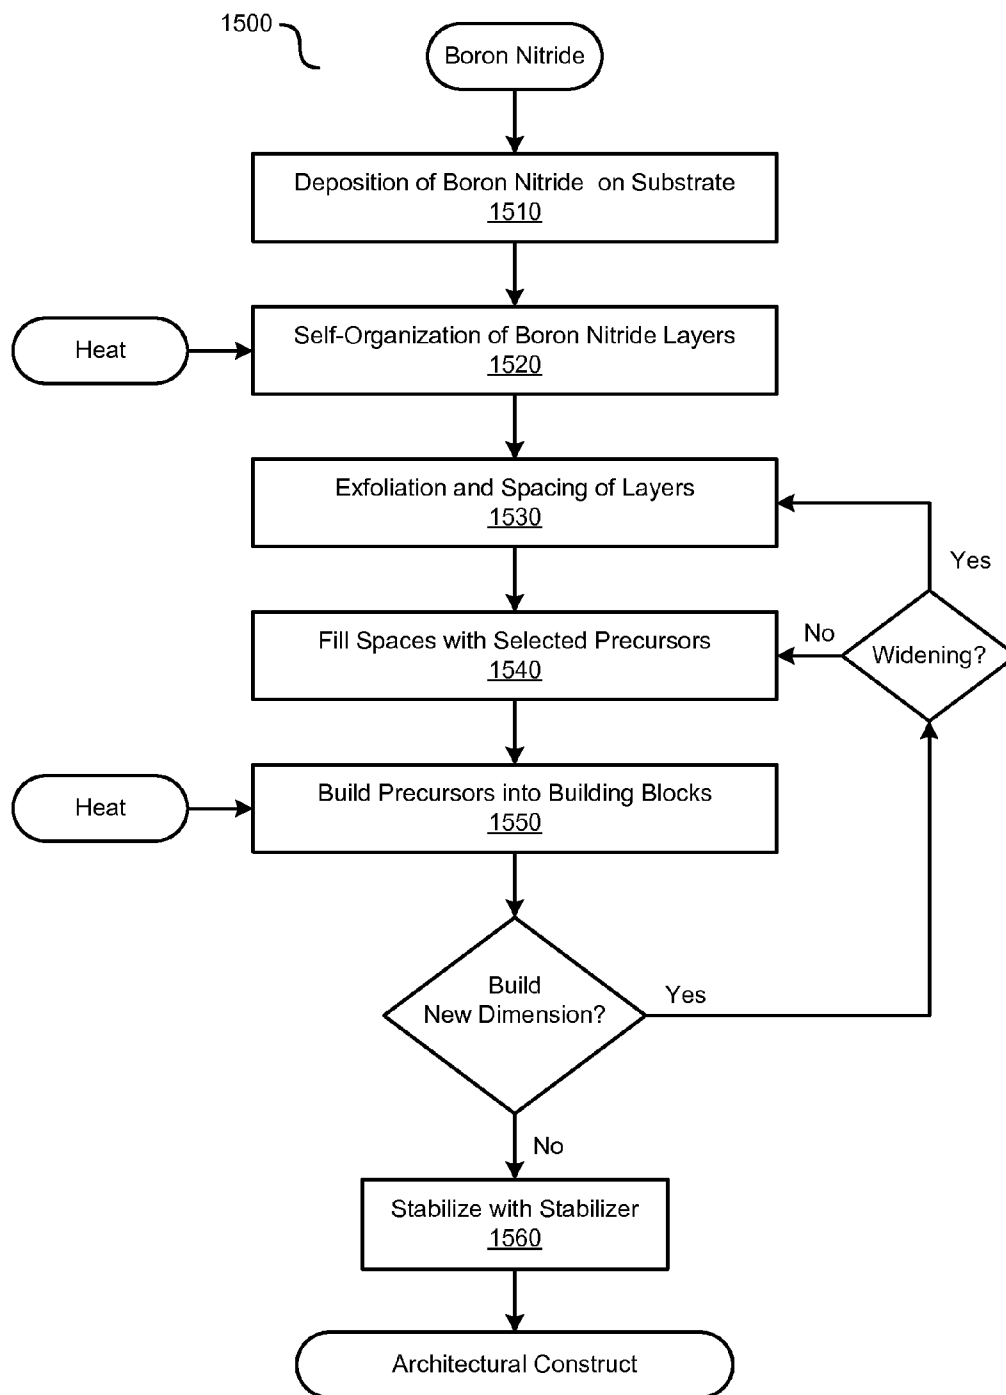 1500
Boron Nitride
Deposition of Boron Nitride on Substrate
1510
Heat
Self-Organization of Boron Nitride Layers
1520
Exfoliation and Spacing of Layers
1530
Yes
Fill Spaces with Selected Precursors
1540
No
Widening?
Heat
Build Precursors into Building Blocks
1550
Build
New Dimension?
Yes
No
Stabilize with Stabilizer
1560
Architectural Construct